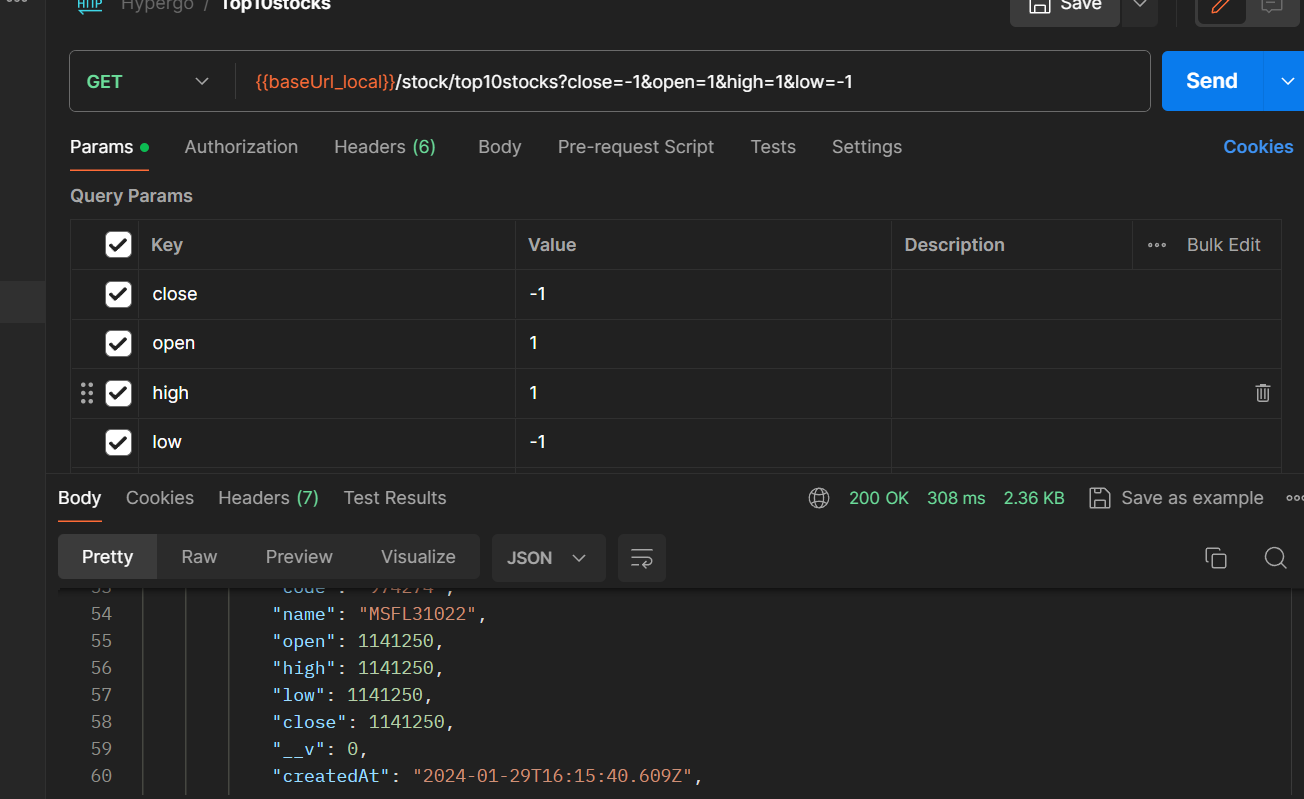 HTTP Hypergo / Top10stocks Save
GET {{baseUrl_local}}/stock/top10stocks?close=-1&open=1&high=1&low=-1 Send
Params Authorization Headers (6) Body Pre-request Script Tests Settings Cookies
Query Params
Key Value Description Bulk Edit
close -1
open 1
high 1
low -1
Body Cookies Headers (7) Test Results 200 OK 308 ms 2.36 KB Save as example
Pretty Raw Preview Visualize JSON
53 "code": "974274",
54 "name": "MSFL31022",
55 "open": 1141250,
56 "high": 1141250,
57 "low": 1141250,
58 "close": 1141250,
59 "__v": 0,
60 "createdAt": "2024-01-29T16:15:40.609Z",